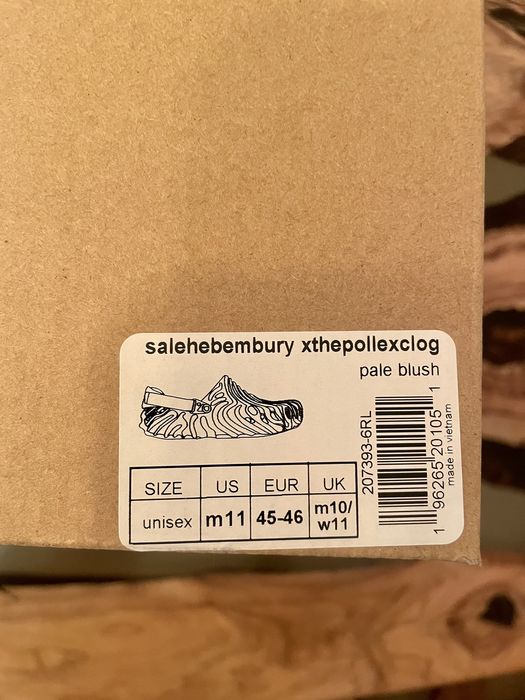 salehebembury xthepollexclog
pale blush
SIZE US EUR UK
unisex m11 45-46 m10/
w11
207393-6RL
1 96265 20105 1
made in vietnam